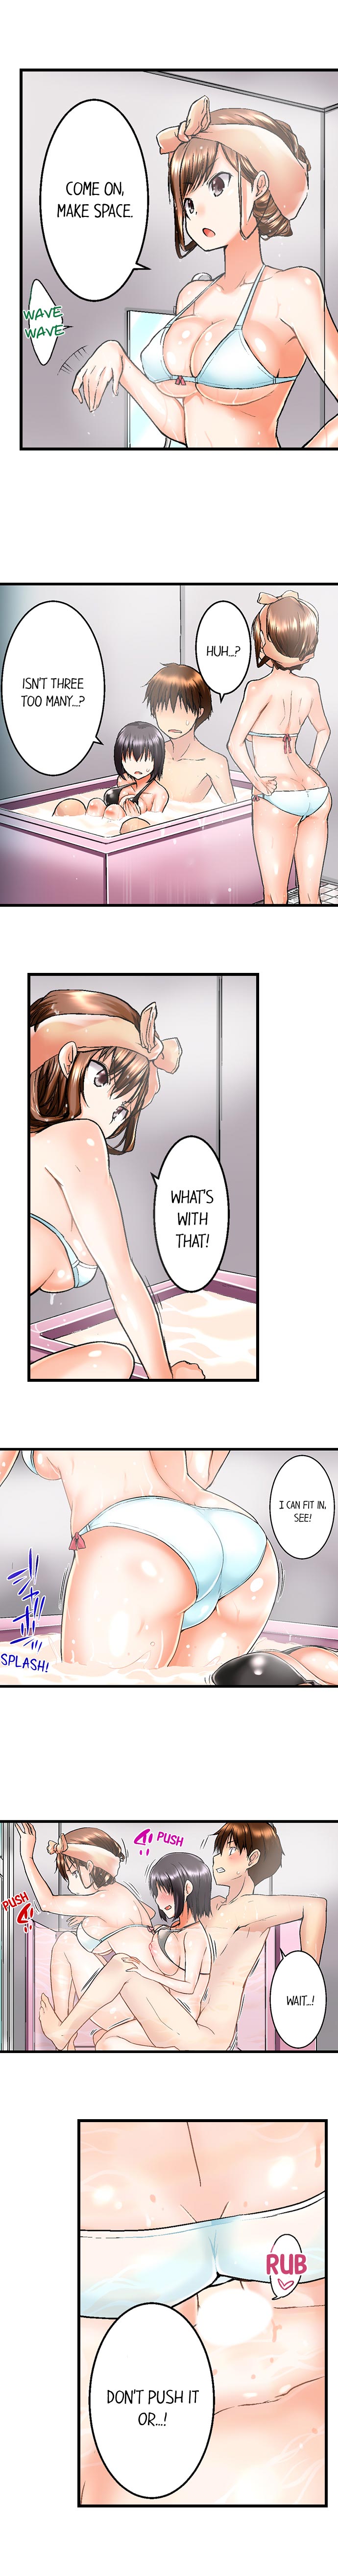 COME ON,
MAKE SPACE.
WAVE
WAVE
HUH...?
ISN'T THREE
TOO MANY...?
WHAT'S
WITH
THAT!
I CAN FIT IN,
SEE!
SPLASH!
PUSH
PUSH
WAIT...!
RUB
DON'T PUSH IT
OR...!